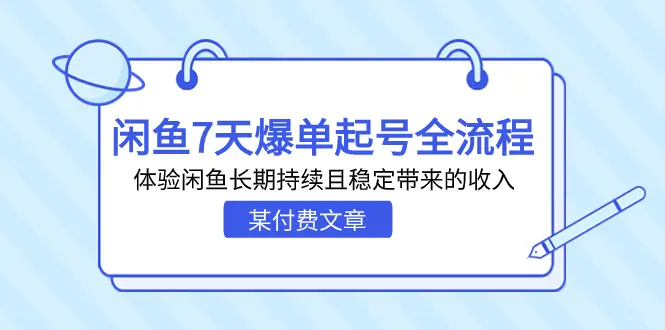 闲鱼7天爆单起号全流程
体验闲鱼长期持续且稳定带来的收入
某付费文章